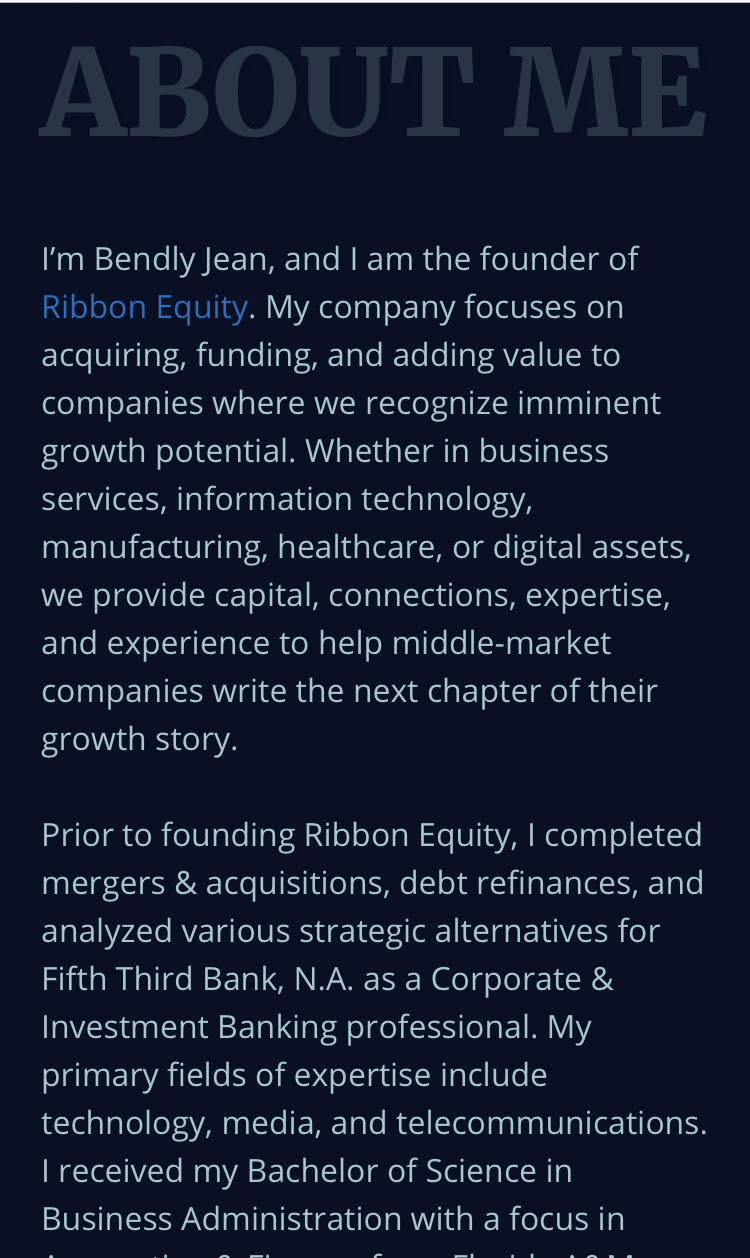 ABOUT ME
I’m Bendly Jean, and I am the founder of
Ribbon Equity. My company focuses on
acquiring, funding, and adding value to
companies where we recognize imminent
growth potential. Whether in business
services, information technology,
manufacturing, healthcare, or digital assets,
we provide capital, connections, expertise,
and experience to help middle-market
companies write the next chapter of their
growth story.
Prior to founding Ribbon Equity, I completed
mergers & acquisitions, debt refinances, and
analyzed various strategic alternatives for
Fifth Third Bank, N.A. as a Corporate &
Investment Banking professional. My
primary fields of expertise include
technology, media, and telecommunications.
I received my Bachelor of Science in
Business Administration with a focus in